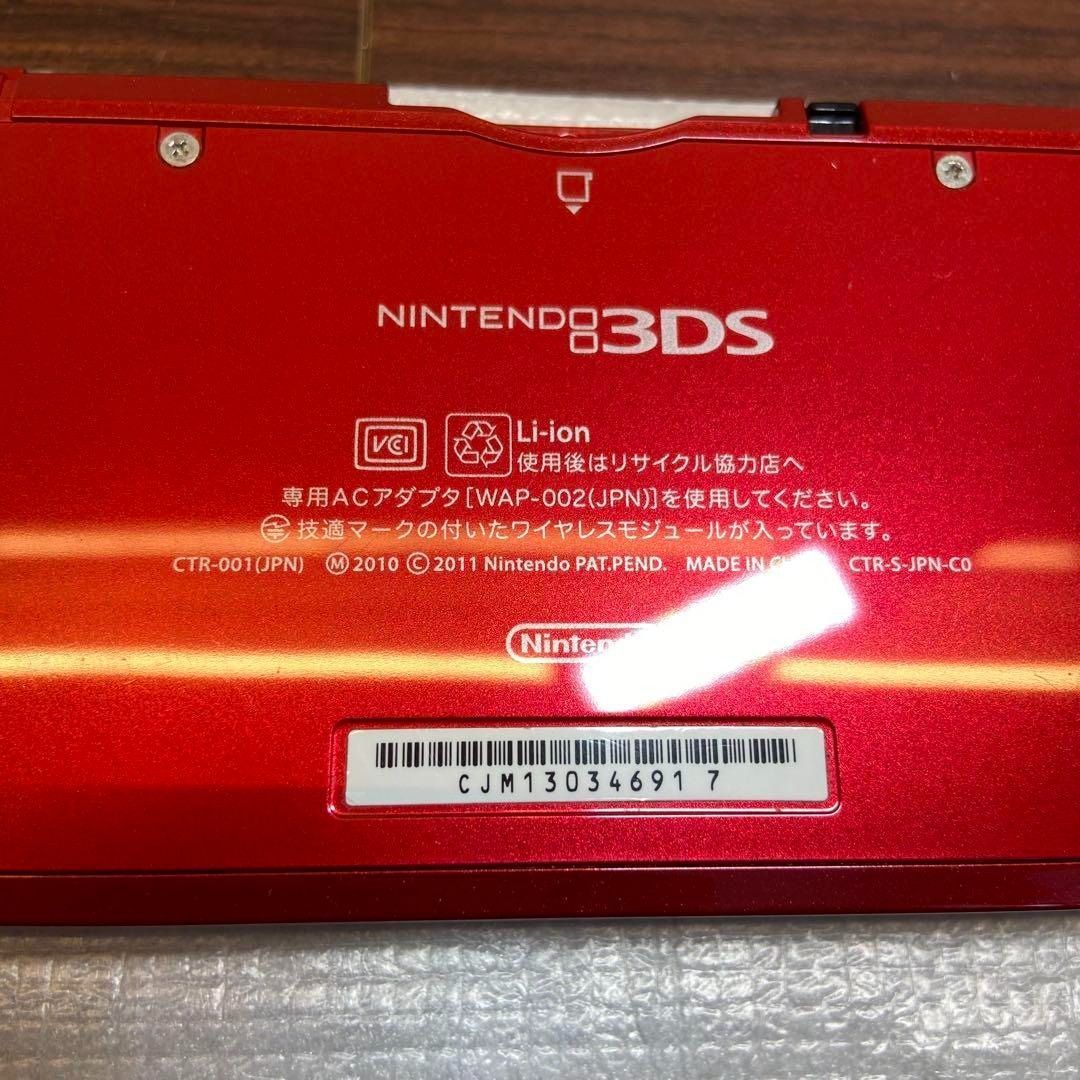 NINTENDO 3DS
VCI Li-ion
使用後はリサイクル協力店へ
専用ACアダプタ[WAP-002(JPN)]を使用してください。
技適マークの付いたワイヤレスモジュールが入っています。
CTR-001(JPN) Ⓜ2010 ©2011 Nintendo PAT.PEND. MADE IN CTR-S-JPN-C0
CJM13034691 7